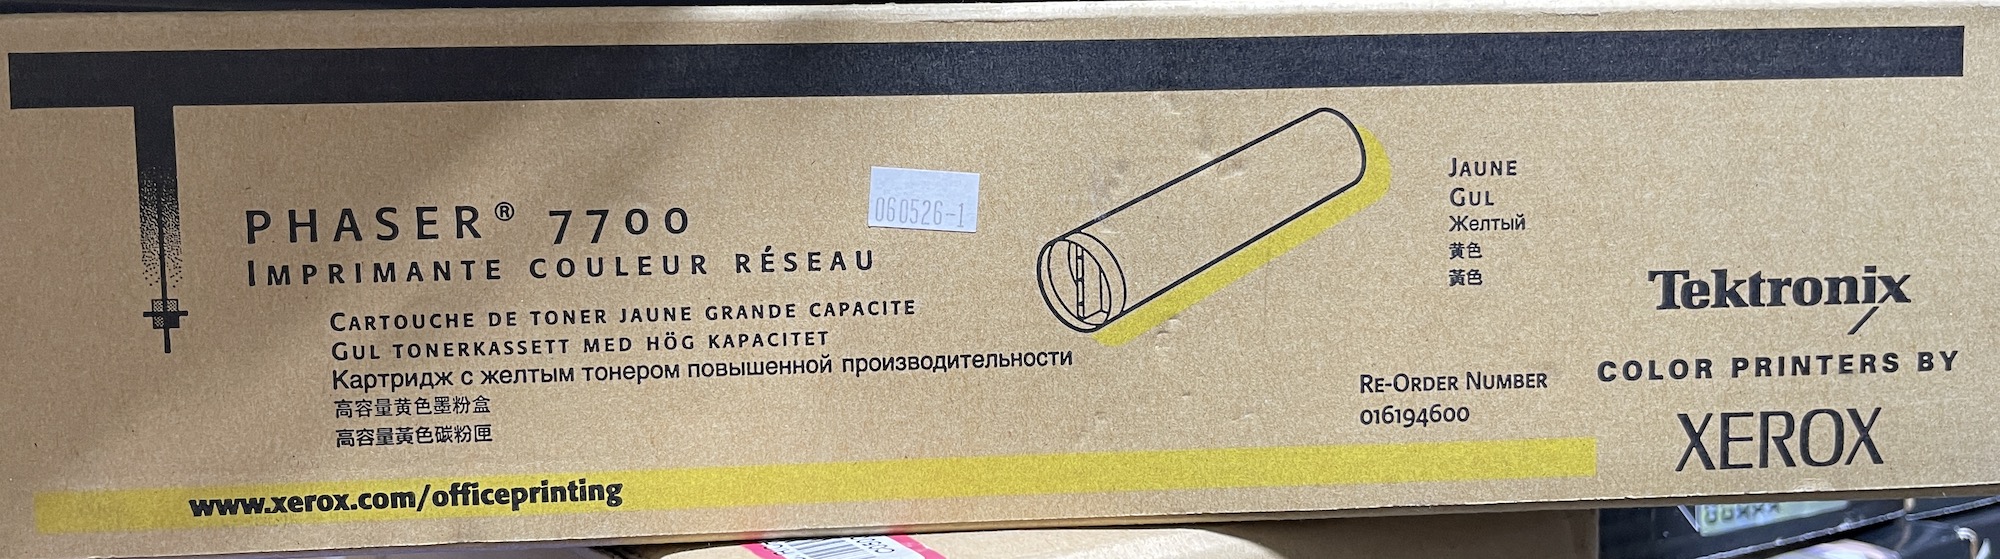 PHASER® 7700
IMPRIMANTE COULEUR RÉSEAU
CARTOUCHE DE TONER JAUNE GRANDE CAPACITE
GUL TONERKASSETT MED HÖG KAPACITET
Картридж с желтым тонером повышенной производительности
高容量黄色墨粉盒
高容量黃色碳粉匣
www.xerox.com/officeprinting
060526-1
JAUNE
GUL
Желтый
黄色
黃色
RE-ORDER NUMBER
016194600
Tektronix
COLOR PRINTERS BY
XEROX